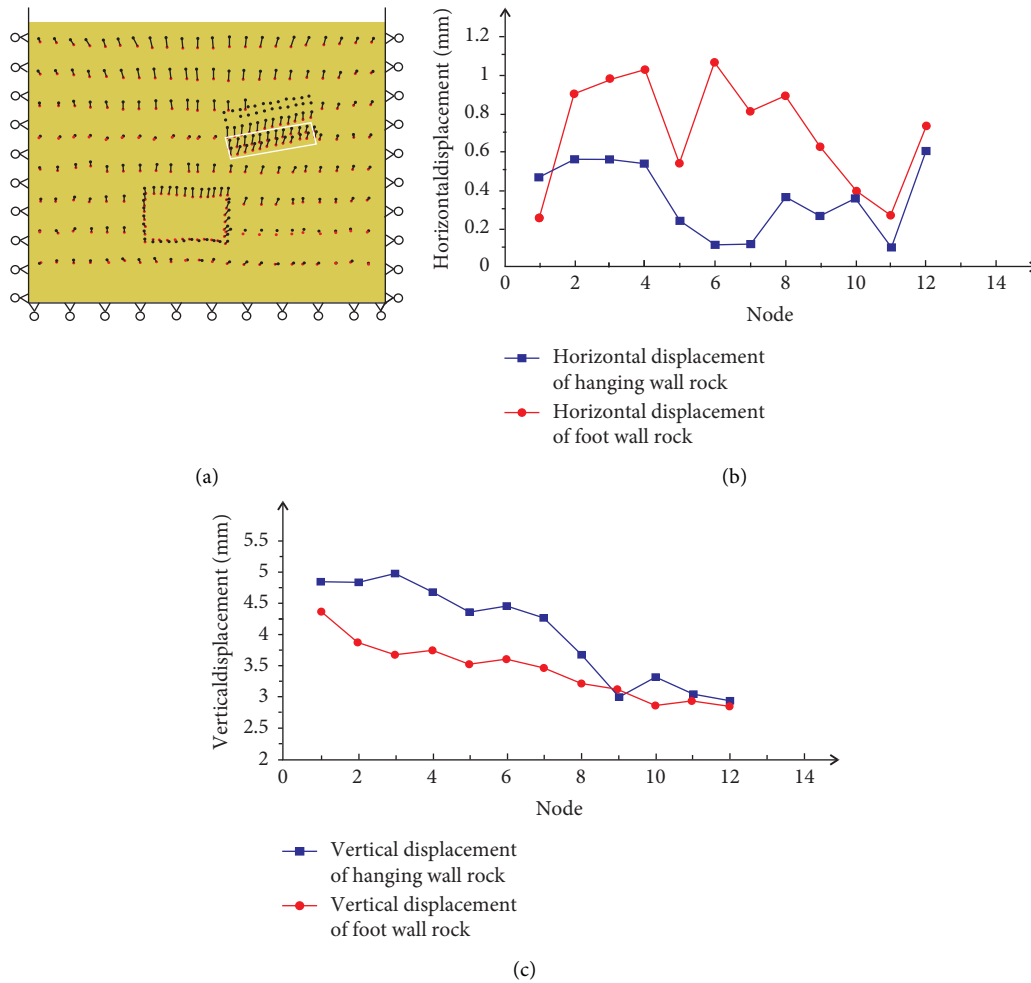 (a)
Horizontaldisplacement (mm)
1.2
1
0.8
0.6
0.4
0.2
0
0 2 4 6 8 10 12 14
Node
Horizontal displacement
of hanging wall rock
Horizontal displacement
of foot wall rock
(b)
Verticaldisplacement (mm)
5.5
5
4.5
4
3.5
3
2.5
2
0 2 4 6 8 10 12 14
Node
Vertical displacement
of hanging wall rock
Vertical displacement
of foot wall rock
(c)